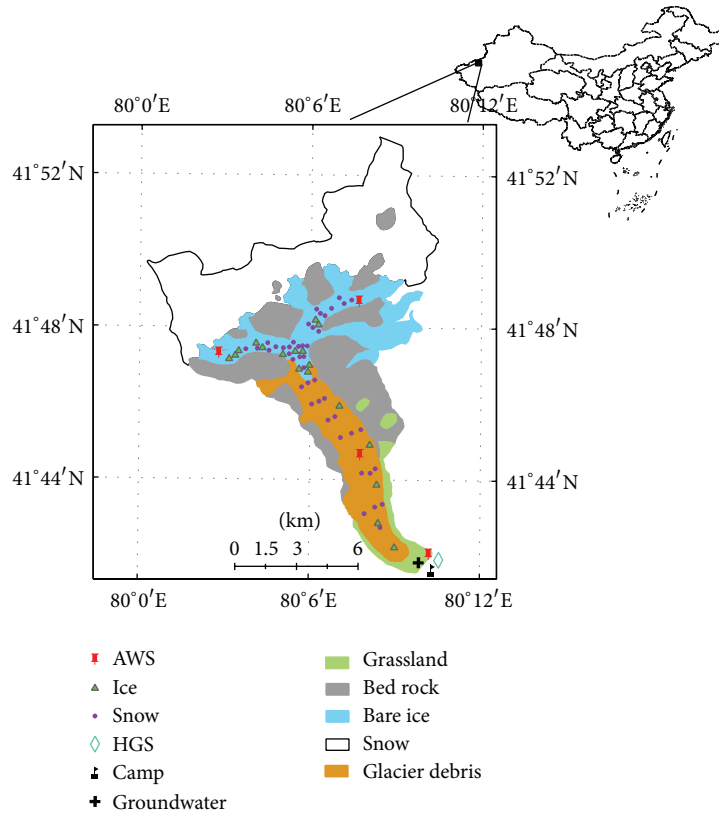 80°0′E 80°6′E 80°12′E
41°52′N 41°52′N
41°48′N 41°48′N
41°44′N 41°44′N
(km)
0 1.5 3 6
80°0′E 80°6′E 80°12′E
AWS
Ice
Snow
HGS
Camp
Groundwater
Grassland
Bed rock
Bare ice
Snow
Glacier debris